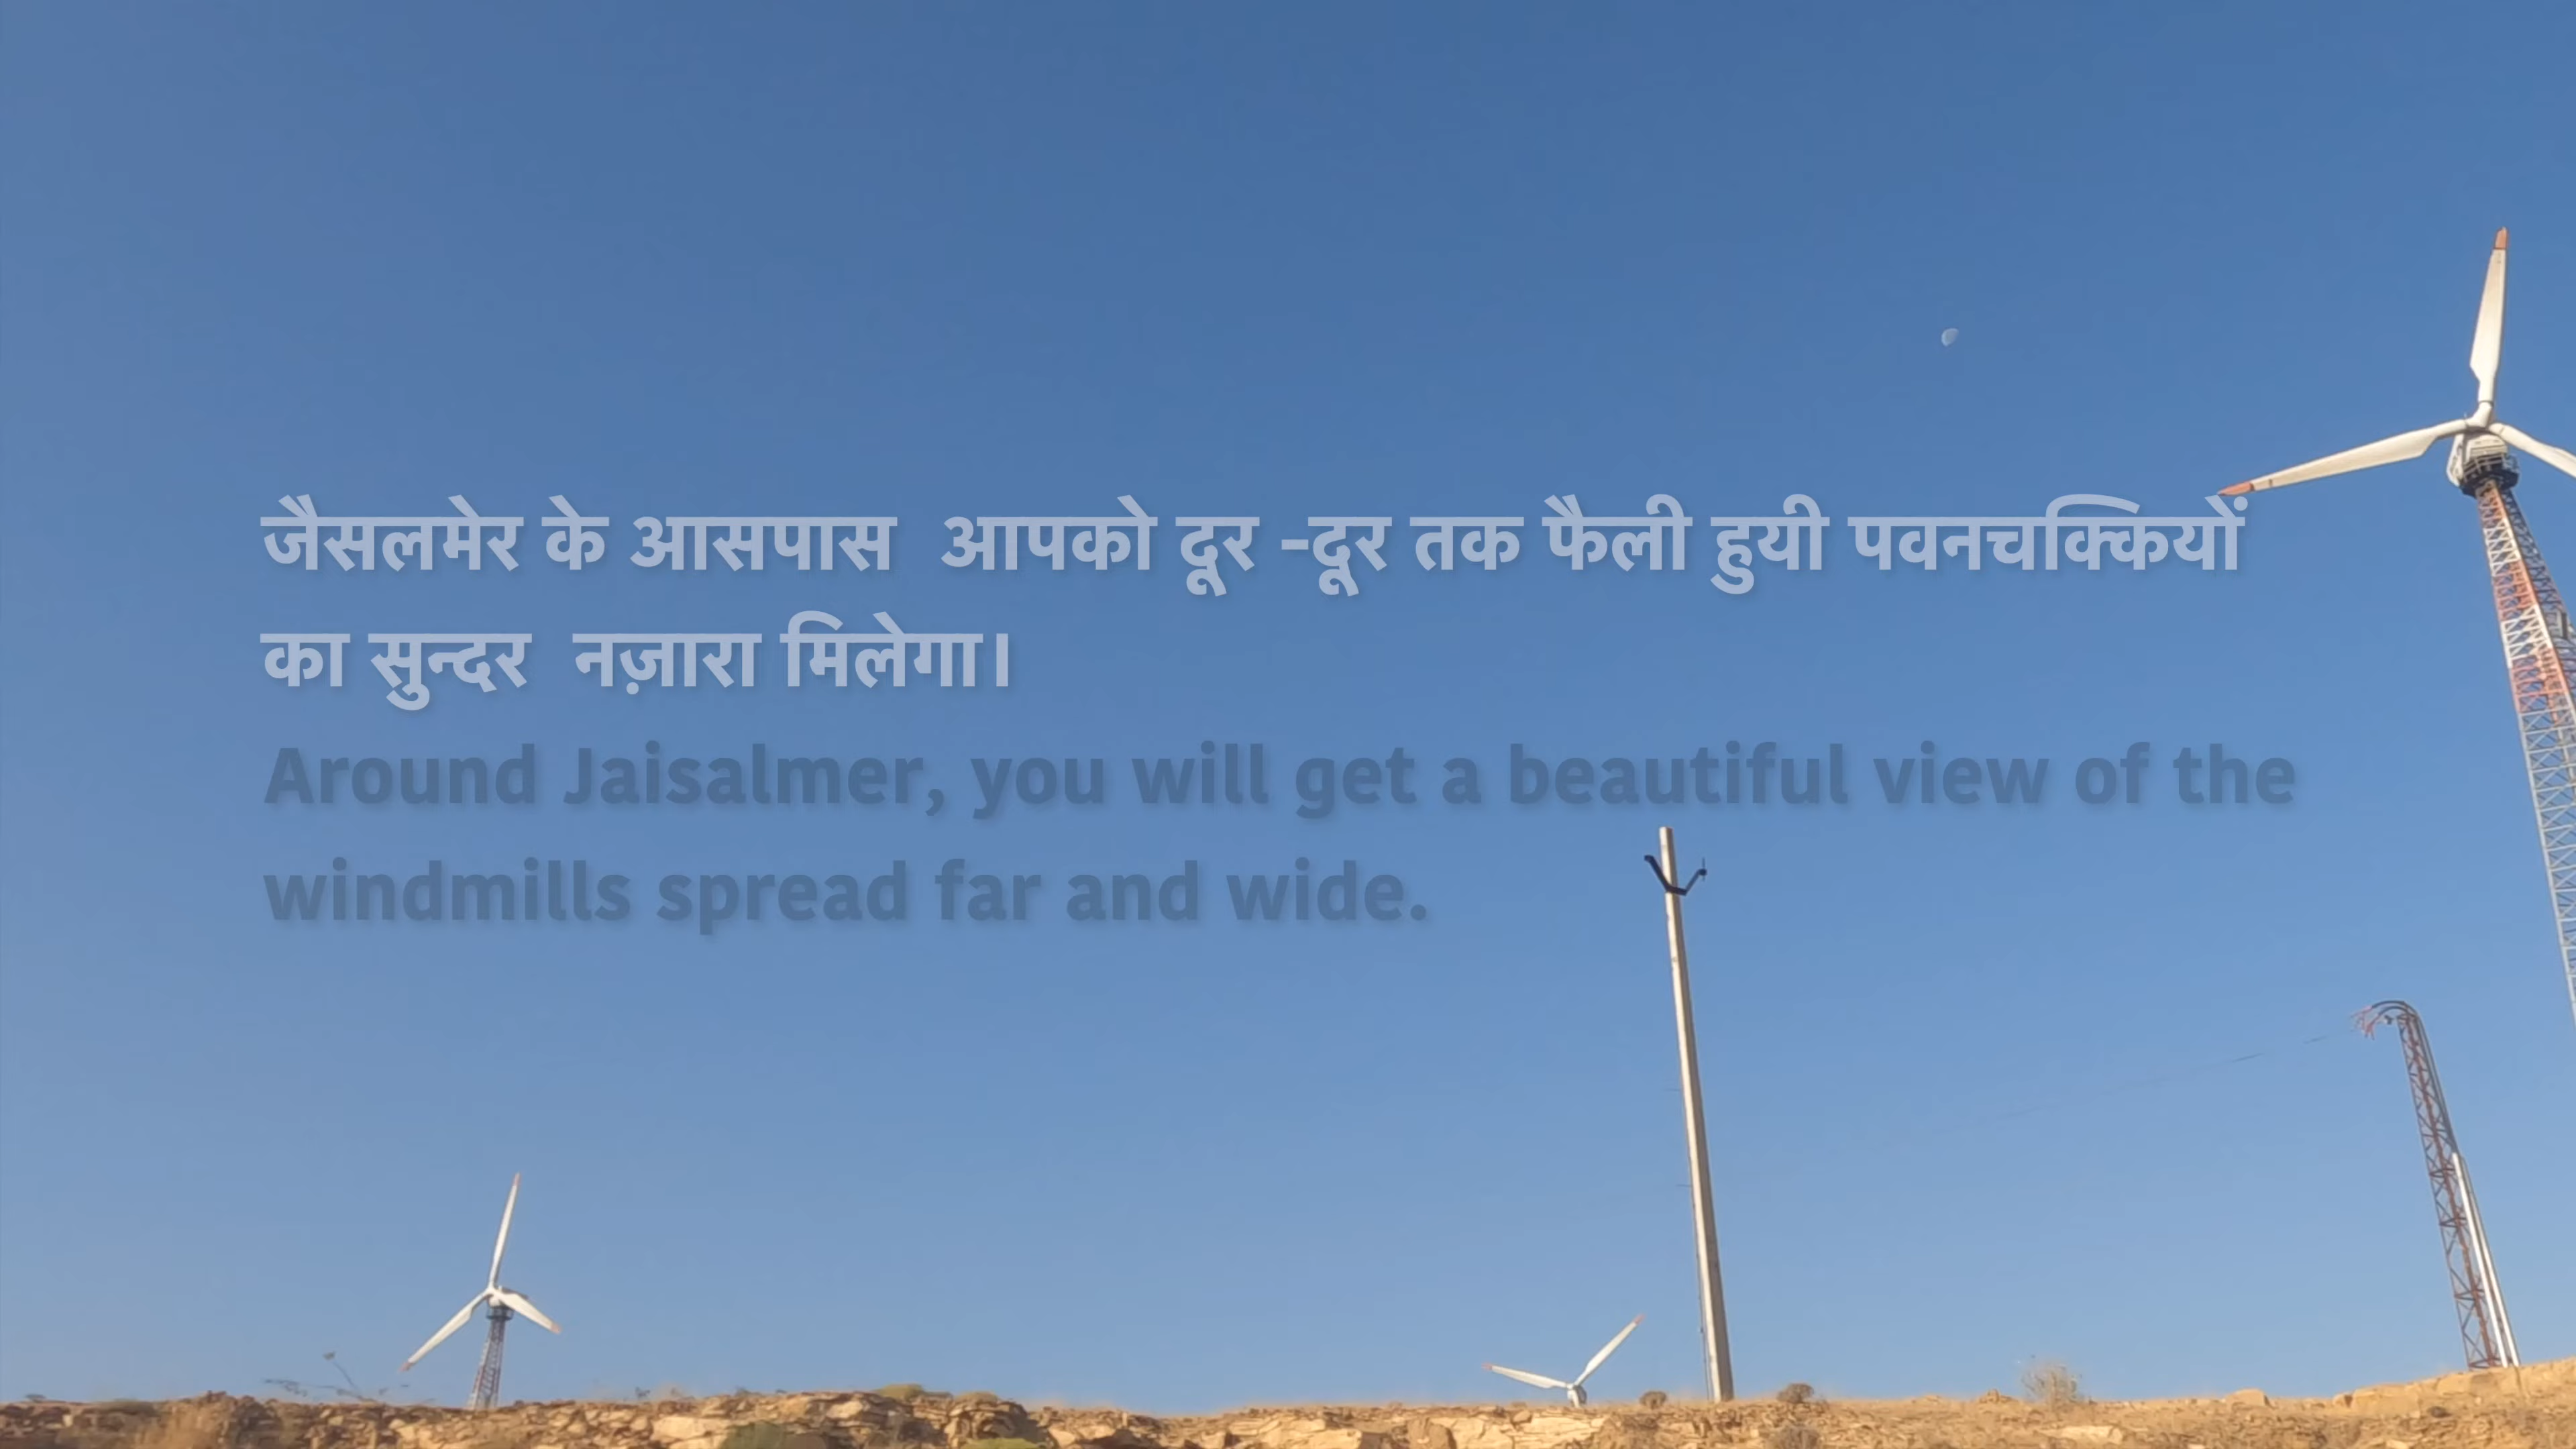 जैसलमेर के आसपास आपको दूर -दूर तक फैली हुयी पवनचक्कियों
का सुन्दर नज़ारा मिलेगा।
Around Jaisalmer, you will get a beautiful view of the
windmills spread far and wide.